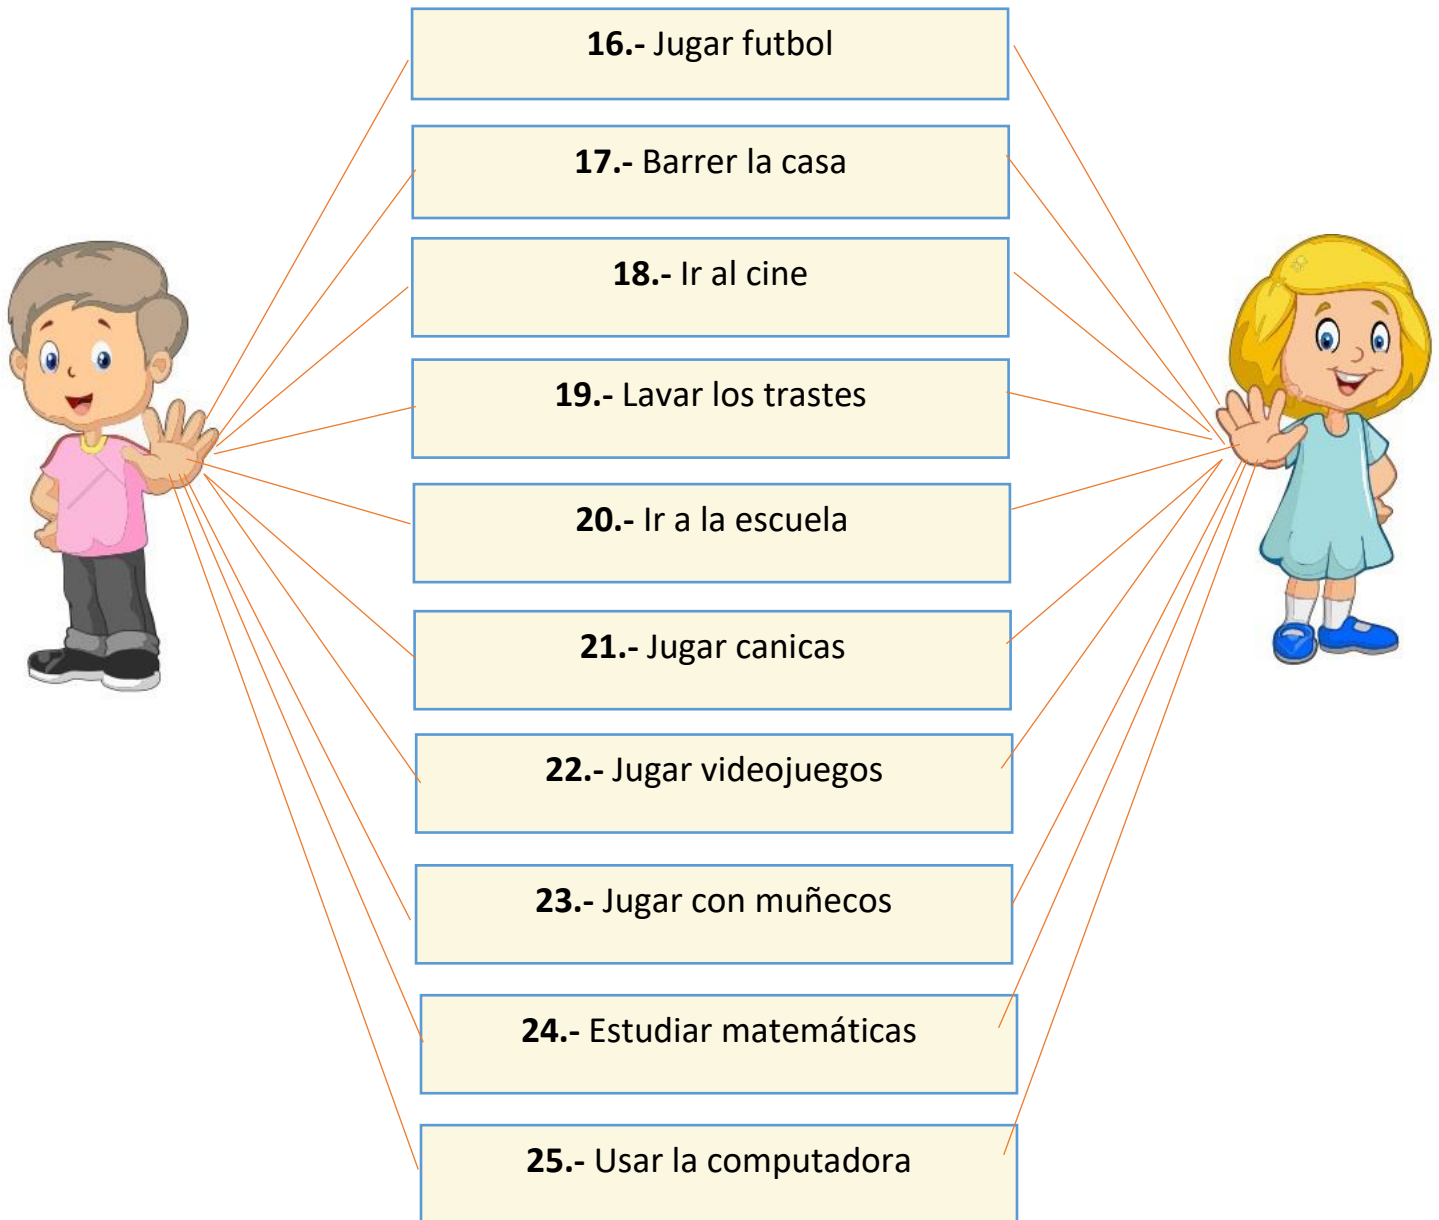 16.- Jugar futbol
17.- Barrer la casa
18.- Ir al cine
19.- Lavar los trastes
20.- Ir a la escuela
21.- Jugar canicas
22.- Jugar videojuegos
23.- Jugar con muñecos
24.- Estudiar matemáticas
25.- Usar la computadora